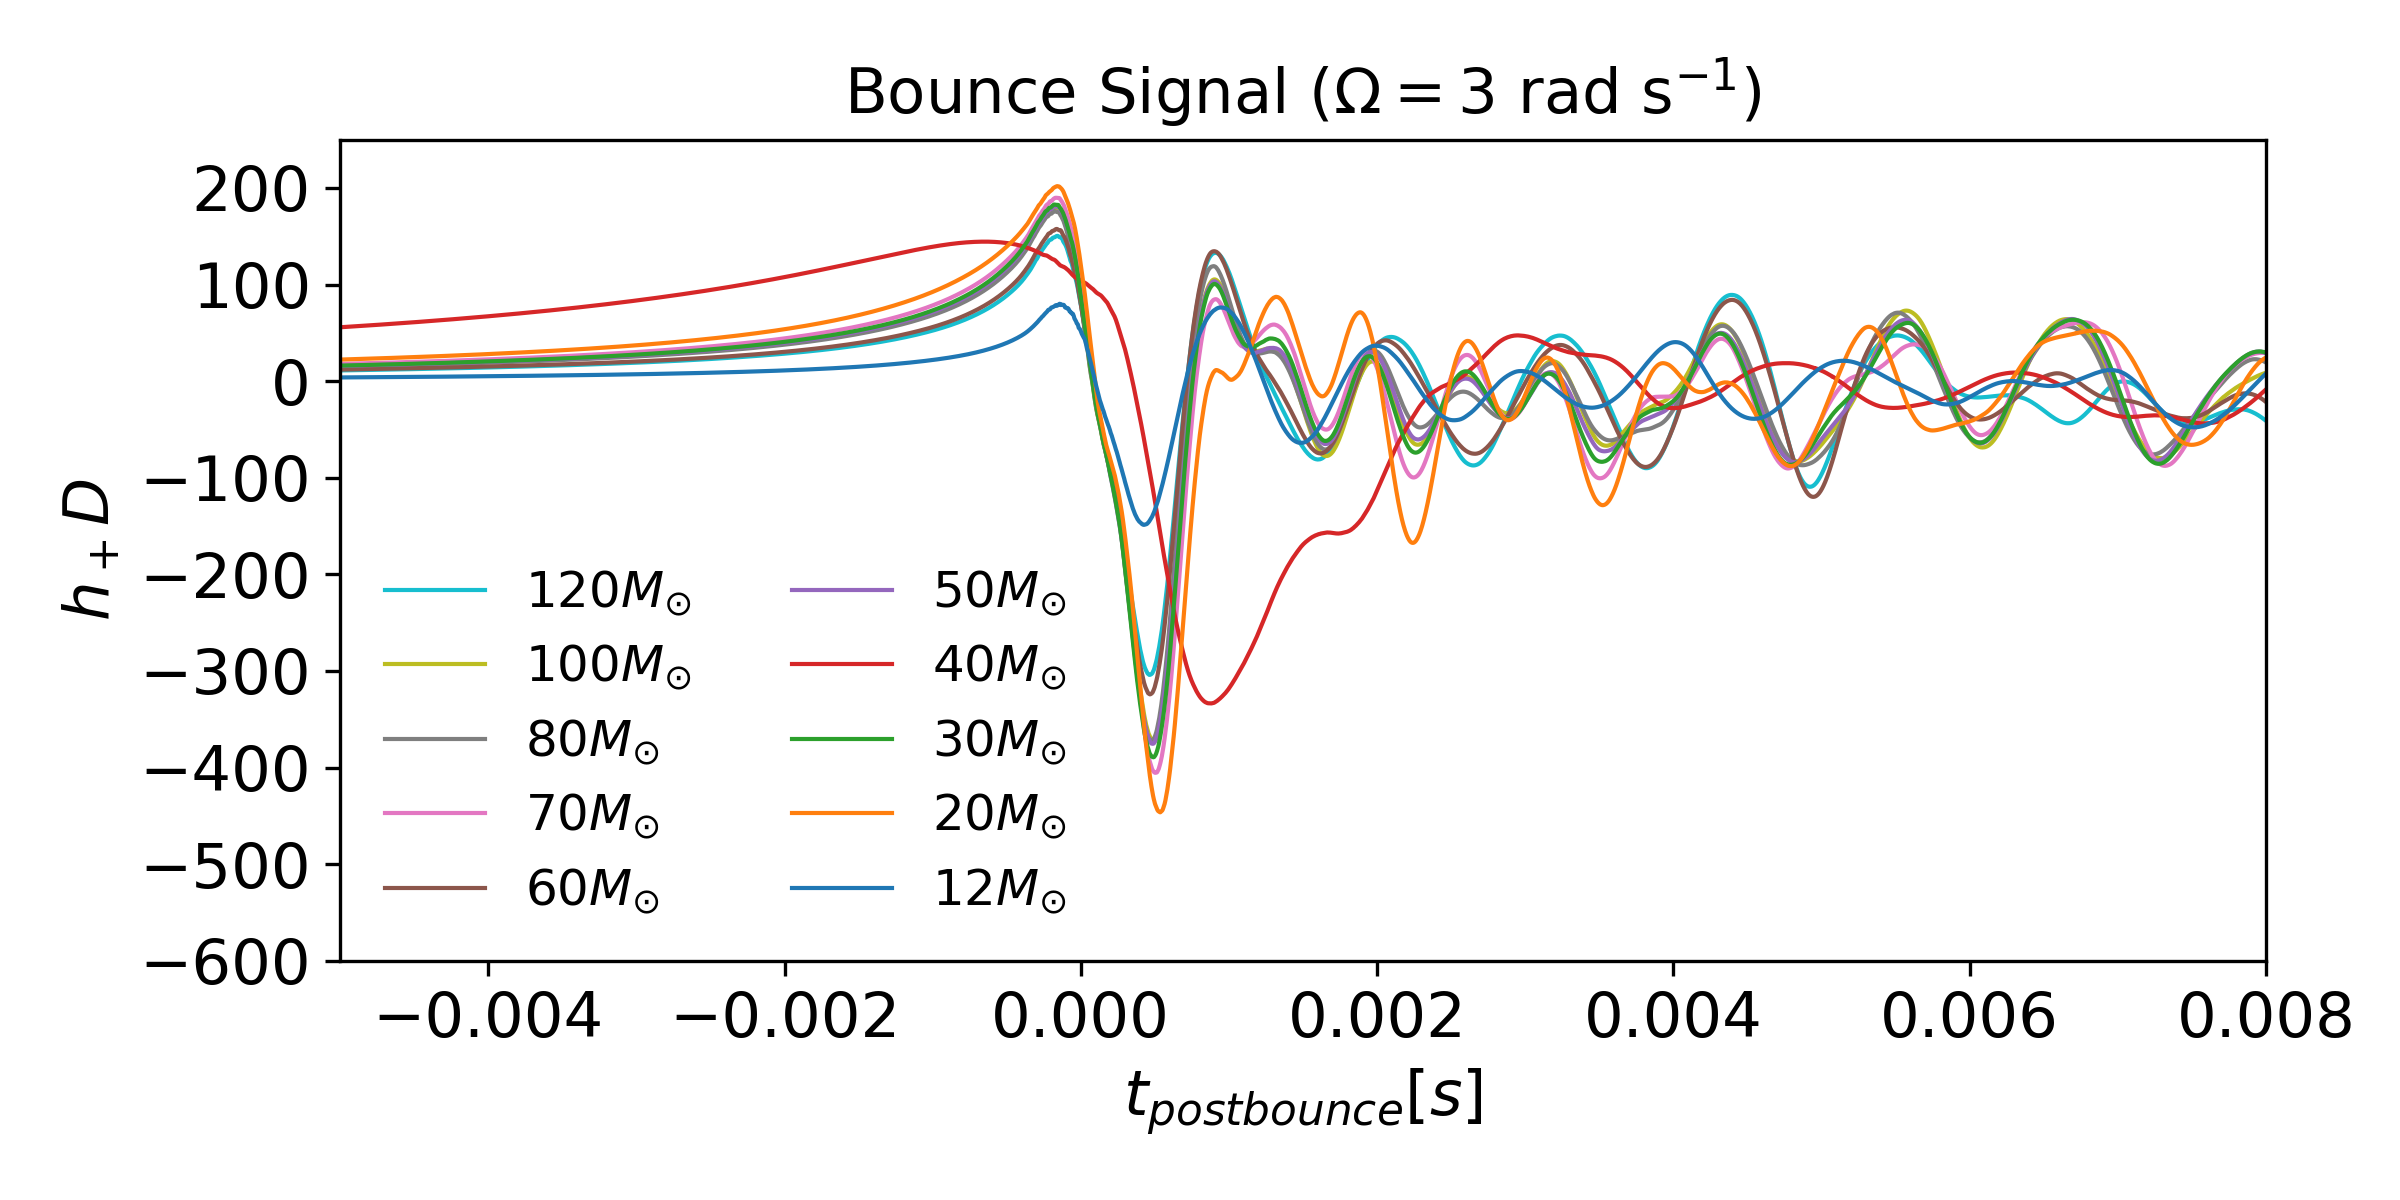 Bounce Signal (Ω = 3 rad s⁻¹)
200
100
0
−100
−200
−300
−400
−500
−600
h₊D
120M⊙
100M⊙
80M⊙
70M⊙
60M⊙
50M⊙
40M⊙
30M⊙
20M⊙
12M⊙
−0.004 −0.002 0.000 0.002 0.004 0.006 0.008
t_postbounce[s]